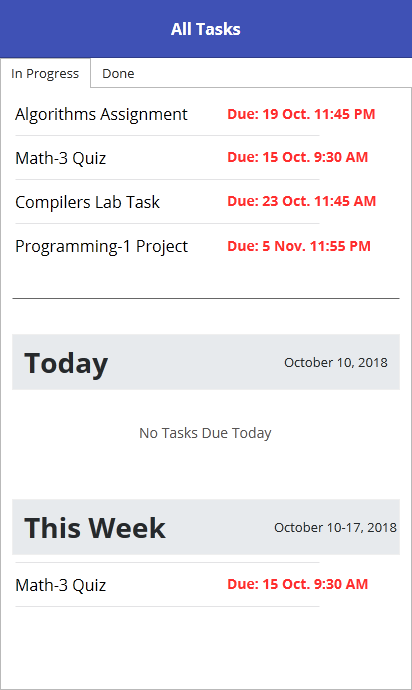 All Tasks
In Progress Done
Algorithms Assignment Due: 19 Oct. 11:45 PM
Math-3 Quiz Due: 15 Oct. 9:30 AM
Compilers Lab Task Due: 23 Oct. 11:45 AM
Programming-1 Project Due: 5 Nov. 11:55 PM
Today October 10, 2018
No Tasks Due Today
This Week October 10-17, 2018
Math-3 Quiz Due: 15 Oct. 9:30 AM